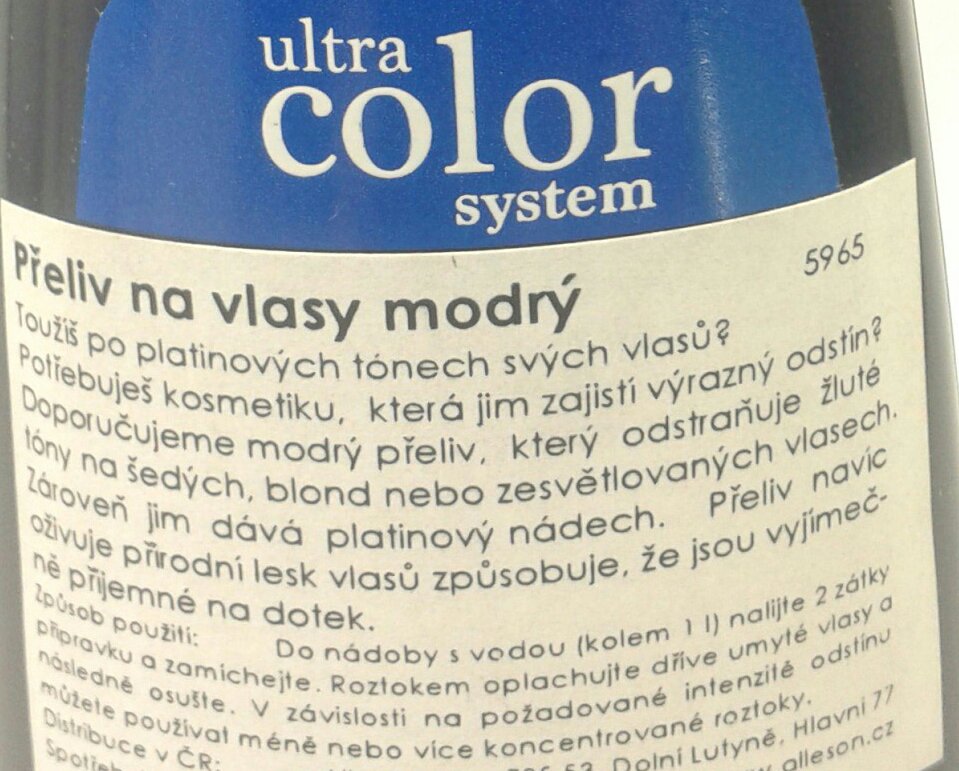 ultra
color
system
5965
Přeliv na vlasy modrý
Toužíš po platinových tónech svých vlasů?
Potřebuješ kosmetiku, která jim zajistí výrazný odstín?
Doporučujeme modrý přeliv, který odstraňuje žluté
tóny na šedých, blond nebo zesvětlovaných vlasech.
Zároveň jim dává platinový nádech. Přeliv navíc
oživuje přírodní lesk vlasů způsobuje, že jsou vyjímeč-
ně příjemné na dotek.
Způsob použití: Do nádoby s vodou (kolem 1 l) nalijte 2 zátky
přípravku a zamíchejte. Roztokem oplachujte dříve umyté vlasy a
následně osušte. V závislosti na požadované intenzitě odstínu
můžete používat méně nebo více koncentrované roztoky.
Distribuce v ČR: 53, Dolní Lutyně, Hlavní 77
alleson.cz